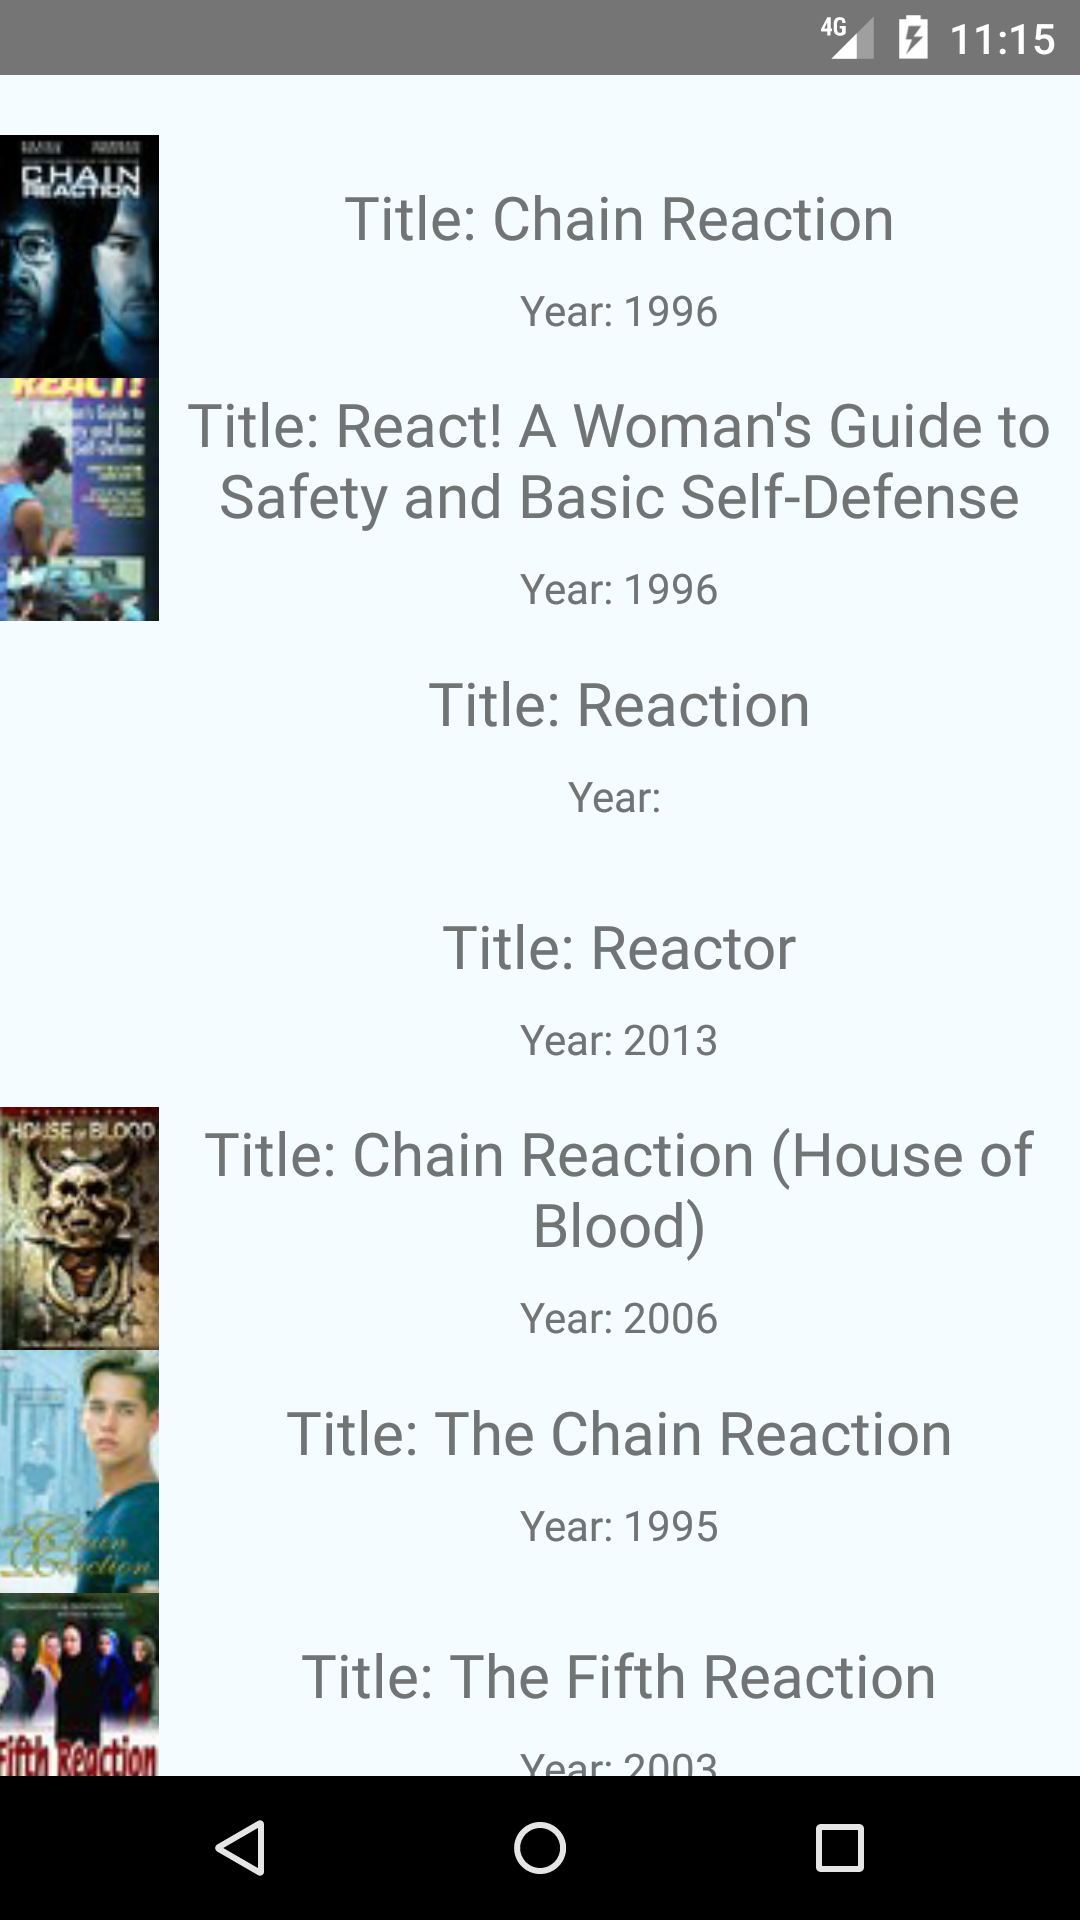 4G 11:15
CHAIN
REACTION
Title: Chain Reaction
Year: 1996
REACT!
Title: React! A Woman's Guide to
Safety and Basic Self-Defense
Year: 1996
Title: Reaction
Year:
Title: Reactor
Year: 2013
HOUSE of BLOOD
Title: Chain Reaction (House of
Blood)
Year: 2006
Chain
Reaction
Title: The Chain Reaction
Year: 1995
Fifth Reaction
Title: The Fifth Reaction
Year: 2003